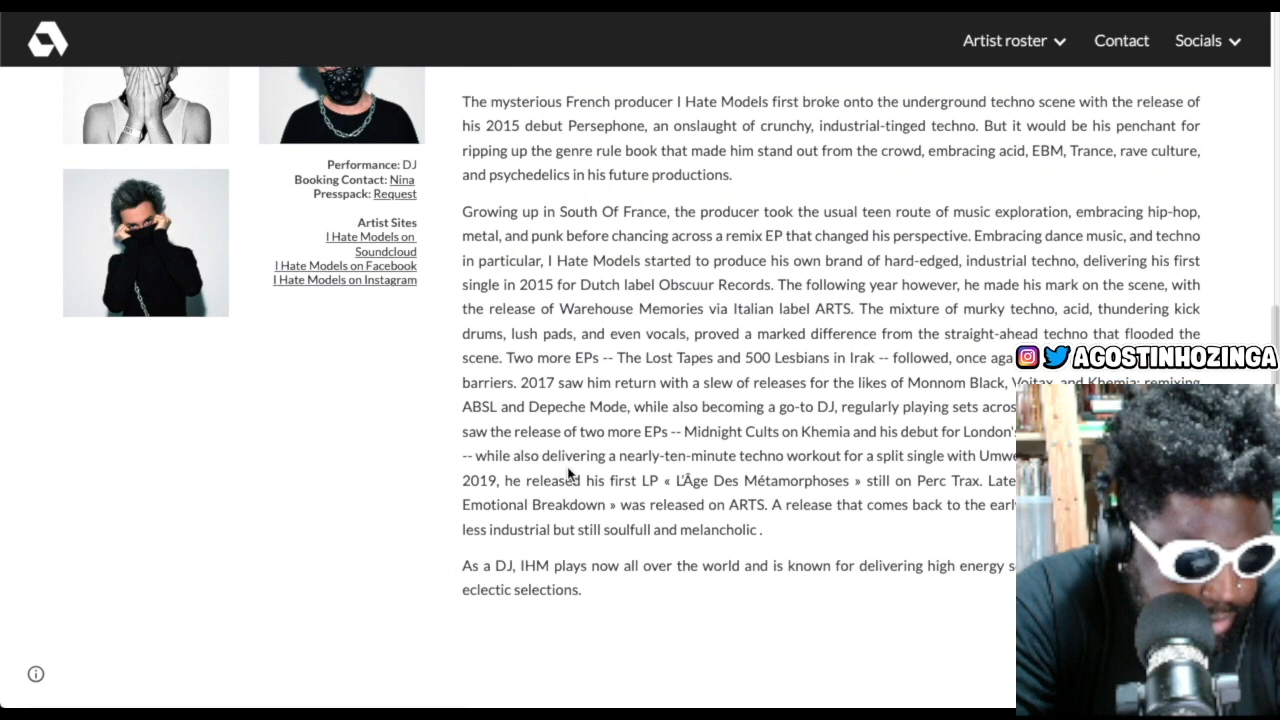 Artist roster
Contact
Socials
The mysterious French producer I Hate Models first broke onto the underground techno scene with the release of
his 2015 debut Persephone, an onslaught of crunchy, industrial-tinged techno. But it would be his penchant for
ripping up the genre rule book that made him stand out from the crowd, embracing acid, EBM, Trance, rave culture,
and psychedelics in his future productions.
Performance: DJ
Booking Contact: Nina
Presspack: Request
Artist Sites
I Hate Models on
Soundcloud
I Hate Models on Facebook
I Hate Models on Instagram
Growing up in South Of France, the producer took the usual teen route of music exploration, embracing hip-hop,
metal, and punk before chancing across a remix EP that changed his perspective. Embracing dance music, and techno
in particular, I Hate Models started to produce his own brand of hard-edged, industrial techno, delivering his first
single in 2015 for Dutch label Obscuur Records. The following year however, he made his mark on the scene, with
the release of Warehouse Memories via Italian label ARTS. The mixture of murky techno, acid, thundering kick
drums, lush pads, and even vocals, proved a marked difference from the straight-ahead techno that flooded the
scene. Two more EPs -- The Lost Tapes and 500 Lesbians in Irak -- followed, once
barriers. 2017 saw him return with a slew of releases for the likes of Monnom Black, Voitax, and Khemia; remixing
ABSL and Depeche Mode, while also becoming a go-to DJ, regularly playing sets
saw the release of two more EPs -- Midnight Cults on Khemia and his debut for London's
-- while also delivering a nearly-ten-minute techno workout for a split single with
2019, he released his first LP « L'Âge Des Métamorphoses » still on Perc Trax.
Emotional Breakdown » was released on ARTS. A release that comes back to the
less industrial but still soulfull and melancholic .
As a DJ, IHM plays now all over the world and is known for delivering high energy
eclectic selections.
AGOSTINHOZINGA